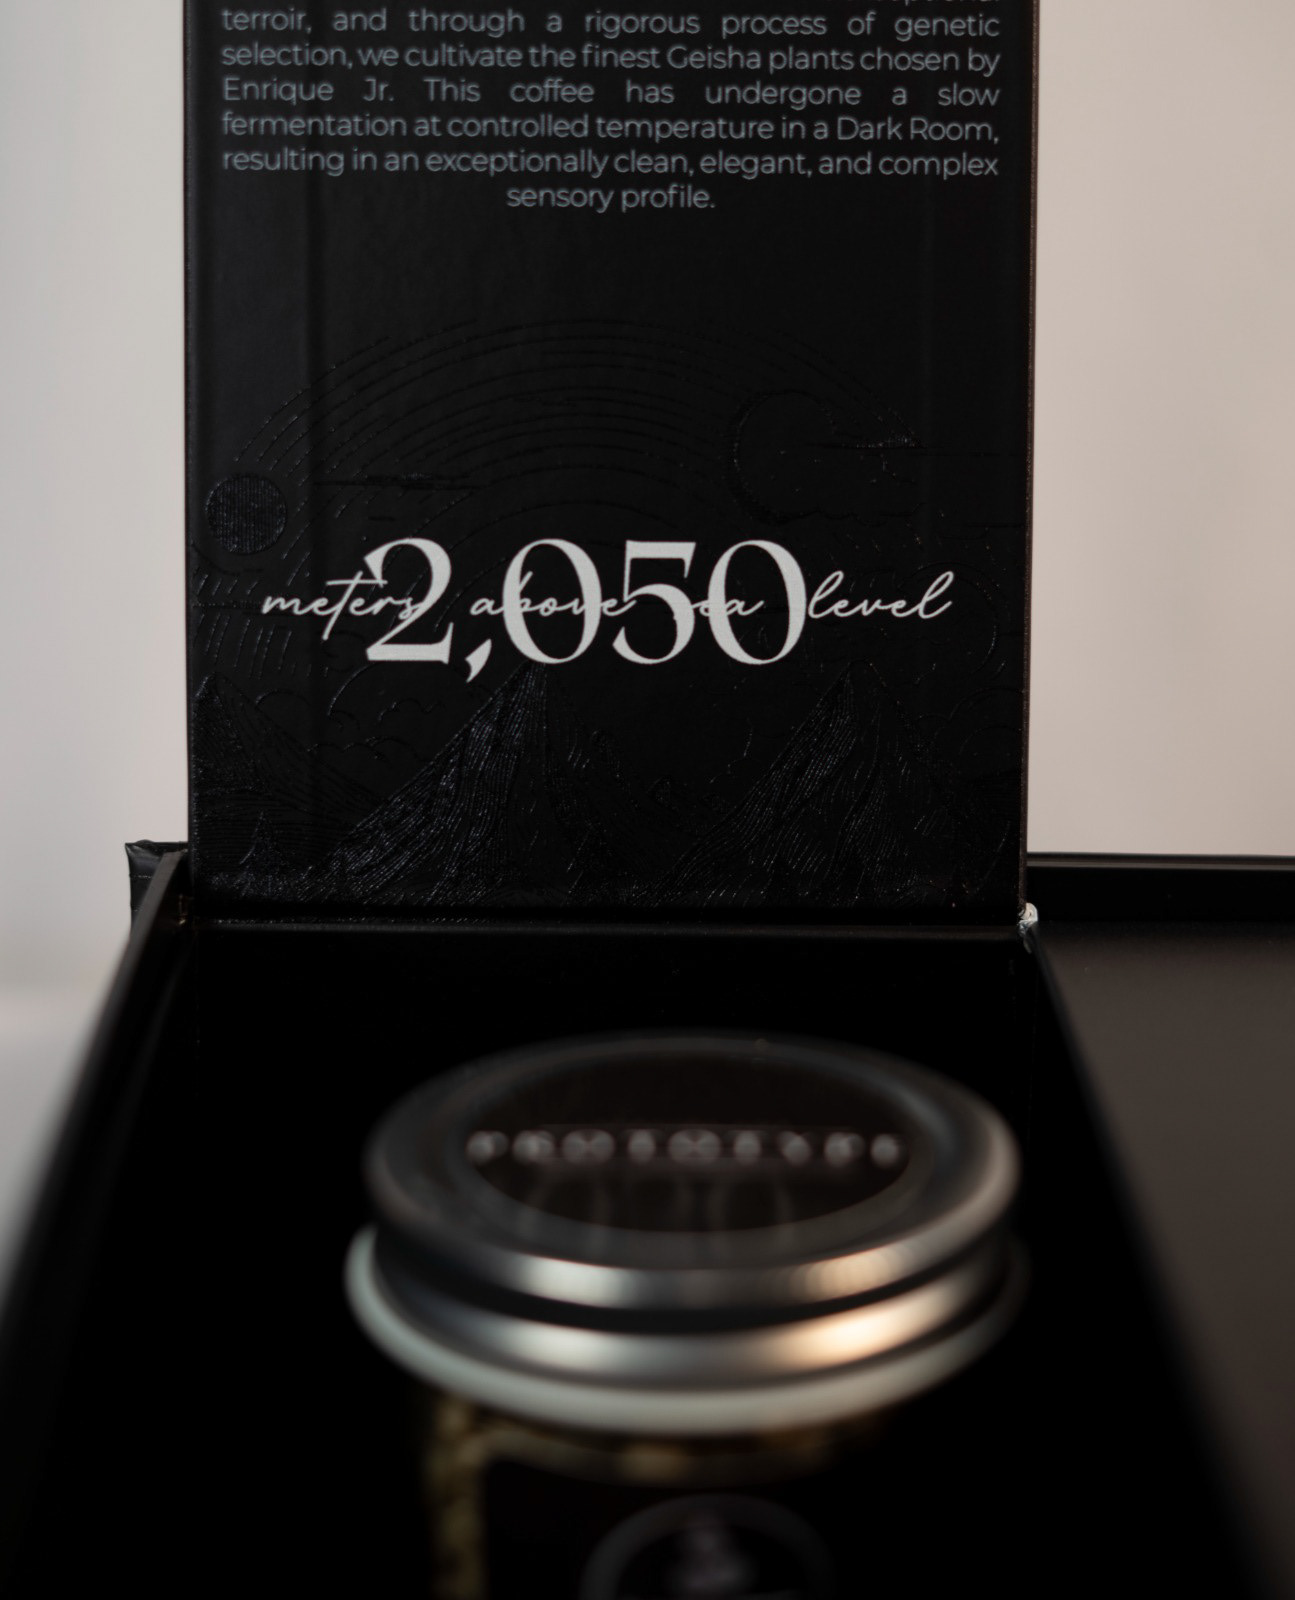 terroir, and through a rigorous process of genetic
selection, we cultivate the finest Geisha plants chosen by
Enrique Jr. This coffee has undergone a slow
fermentation at controlled temperature in a Dark Room,
resulting in an exceptionally clean, elegant, and complex
sensory profile.
2,050
meters above sea level